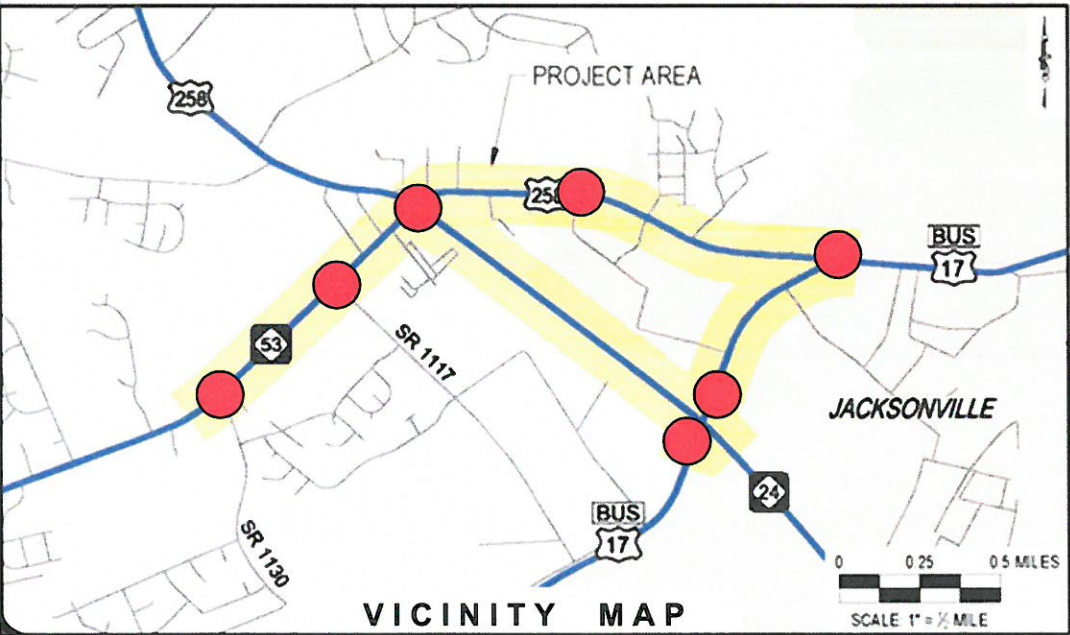 PROJECT AREA
258
258
BUS
17
53
SR 1117
JACKSONVILLE
24
BUS
17
SR 1130
0 0.25 0.5 MILES
VICINITY MAP
SCALE: 1" = ½ MILE